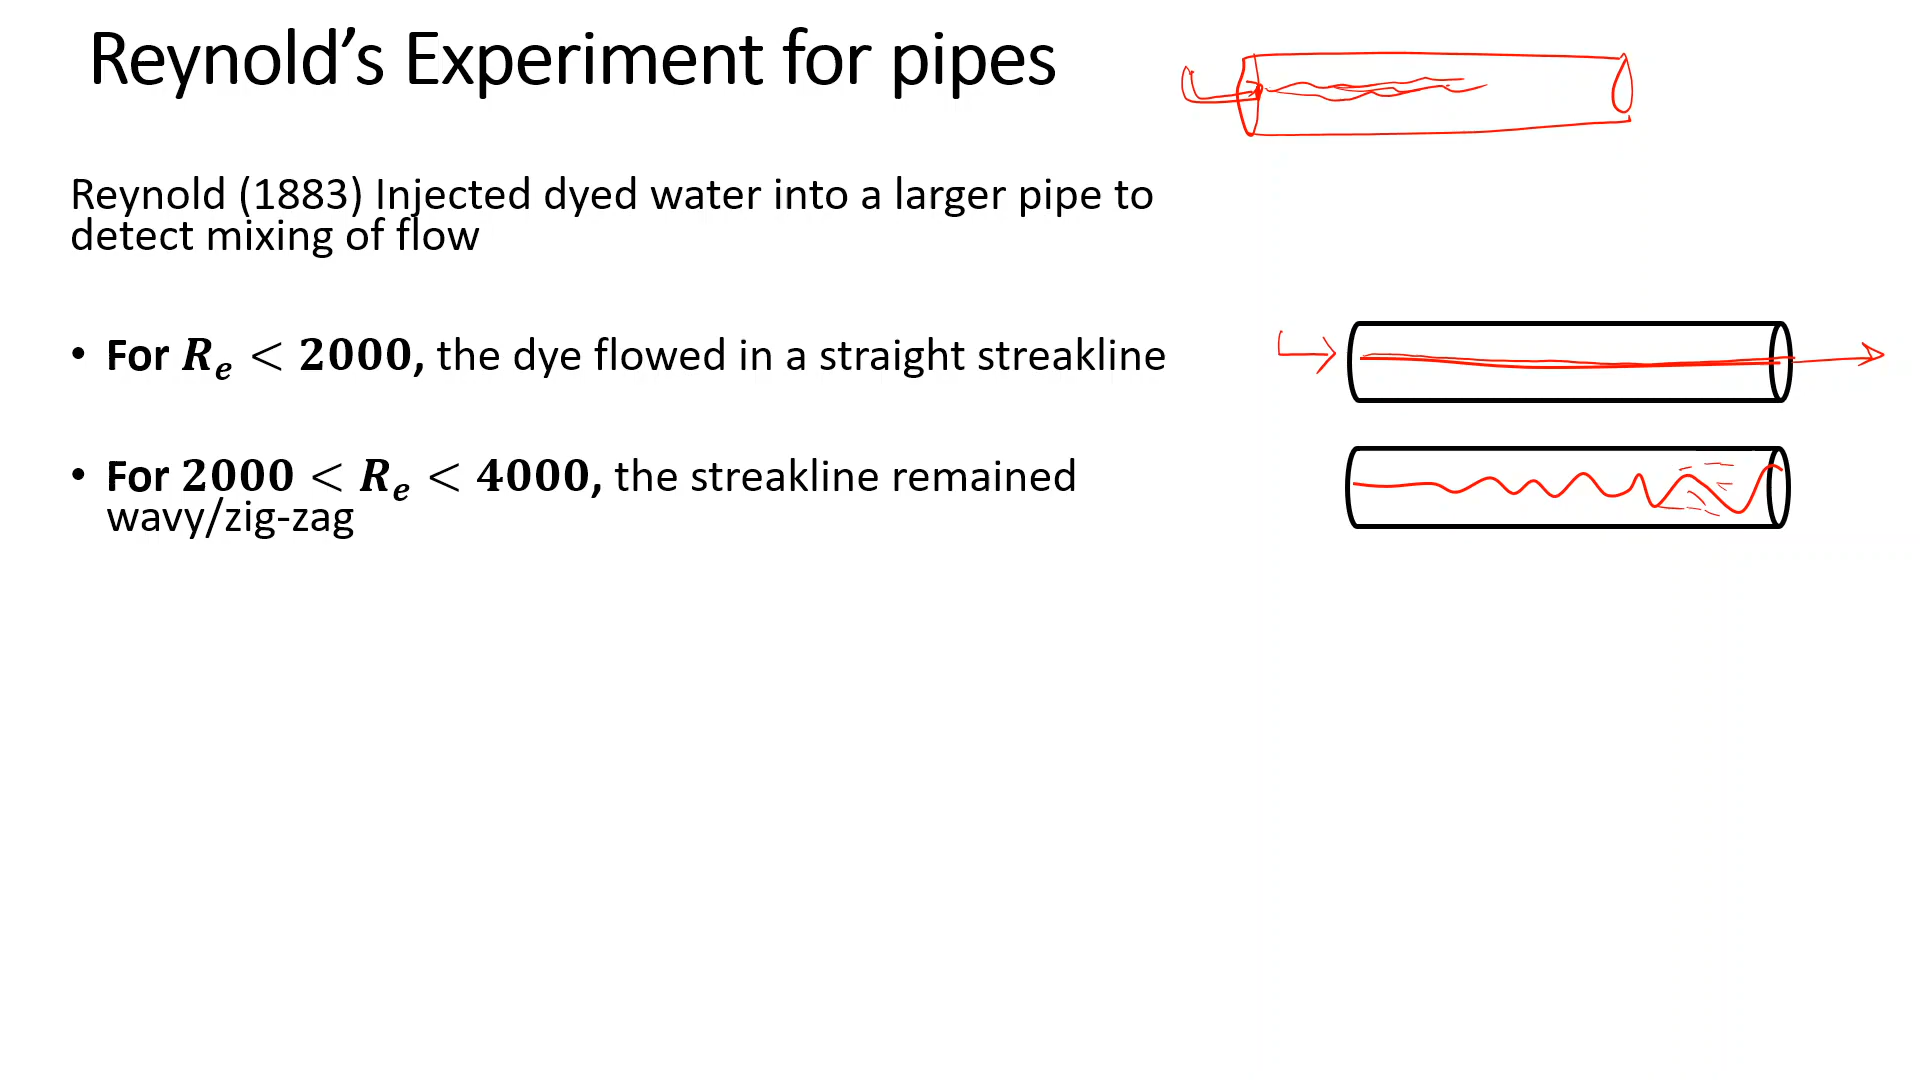 Reynold’s Experiment for pipes
Reynold (1883) Injected dyed water into a larger pipe to
detect mixing of flow
• For Rₑ < 2000, the dye flowed in a straight streakline
• For 2000 < Rₑ < 4000, the streakline remained
wavy/zig-zag